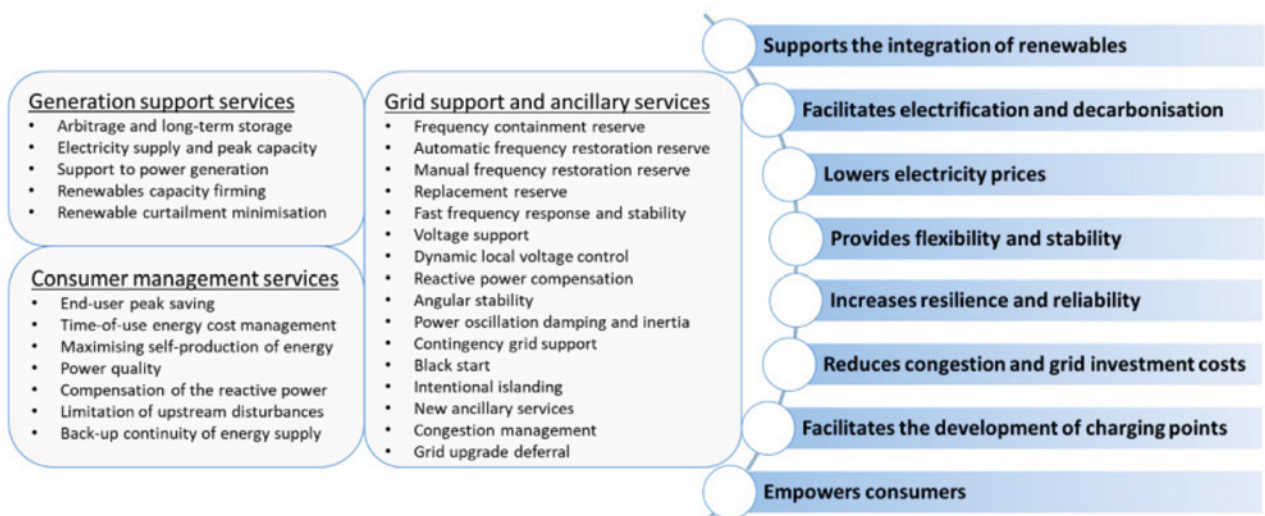 Generation support services
• Arbitrage and long-term storage
• Electricity supply and peak capacity
• Support to power generation
• Renewables capacity firming
• Renewable curtailment minimisation
Consumer management services
• End-user peak saving
• Time-of-use energy cost management
• Maximising self-production of energy
• Power quality
• Compensation of the reactive power
• Limitation of upstream disturbances
• Back-up continuity of energy supply
Grid support and ancillary services
• Frequency containment reserve
• Automatic frequency restoration reserve
• Manual frequency restoration reserve
• Replacement reserve
• Fast frequency response and stability
• Voltage support
• Dynamic local voltage control
• Reactive power compensation
• Angular stability
• Power oscillation damping and inertia
• Contingency grid support
• Black start
• Intentional islanding
• New ancillary services
• Congestion management
• Grid upgrade deferral
Supports the integration of renewables
Facilitates electrification and decarbonisation
Lowers electricity prices
Provides flexibility and stability
Increases resilience and reliability
Reduces congestion and grid investment costs
Facilitates the development of charging points
Empowers consumers